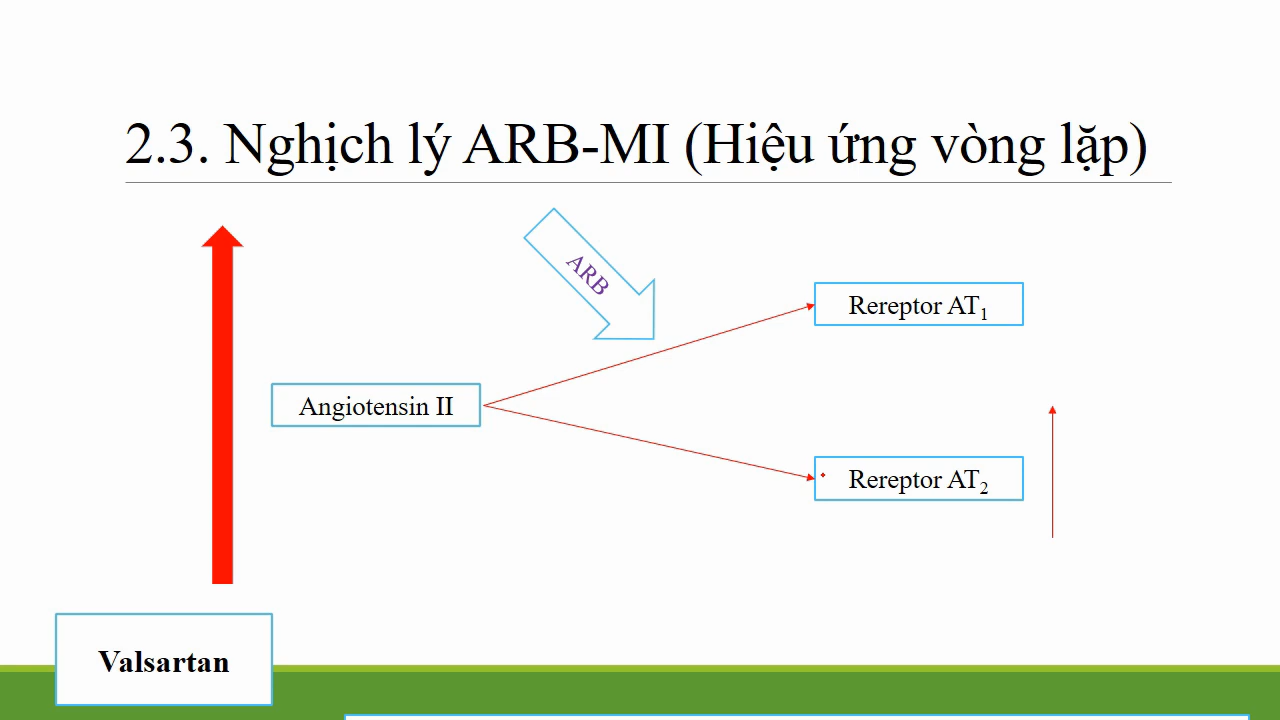 2.3. Nghịch lý ARB-MI (Hiệu ứng vòng lặp)
ARB
Rereptor AT₁
Angiotensin II
Rereptor AT₂
Valsartan